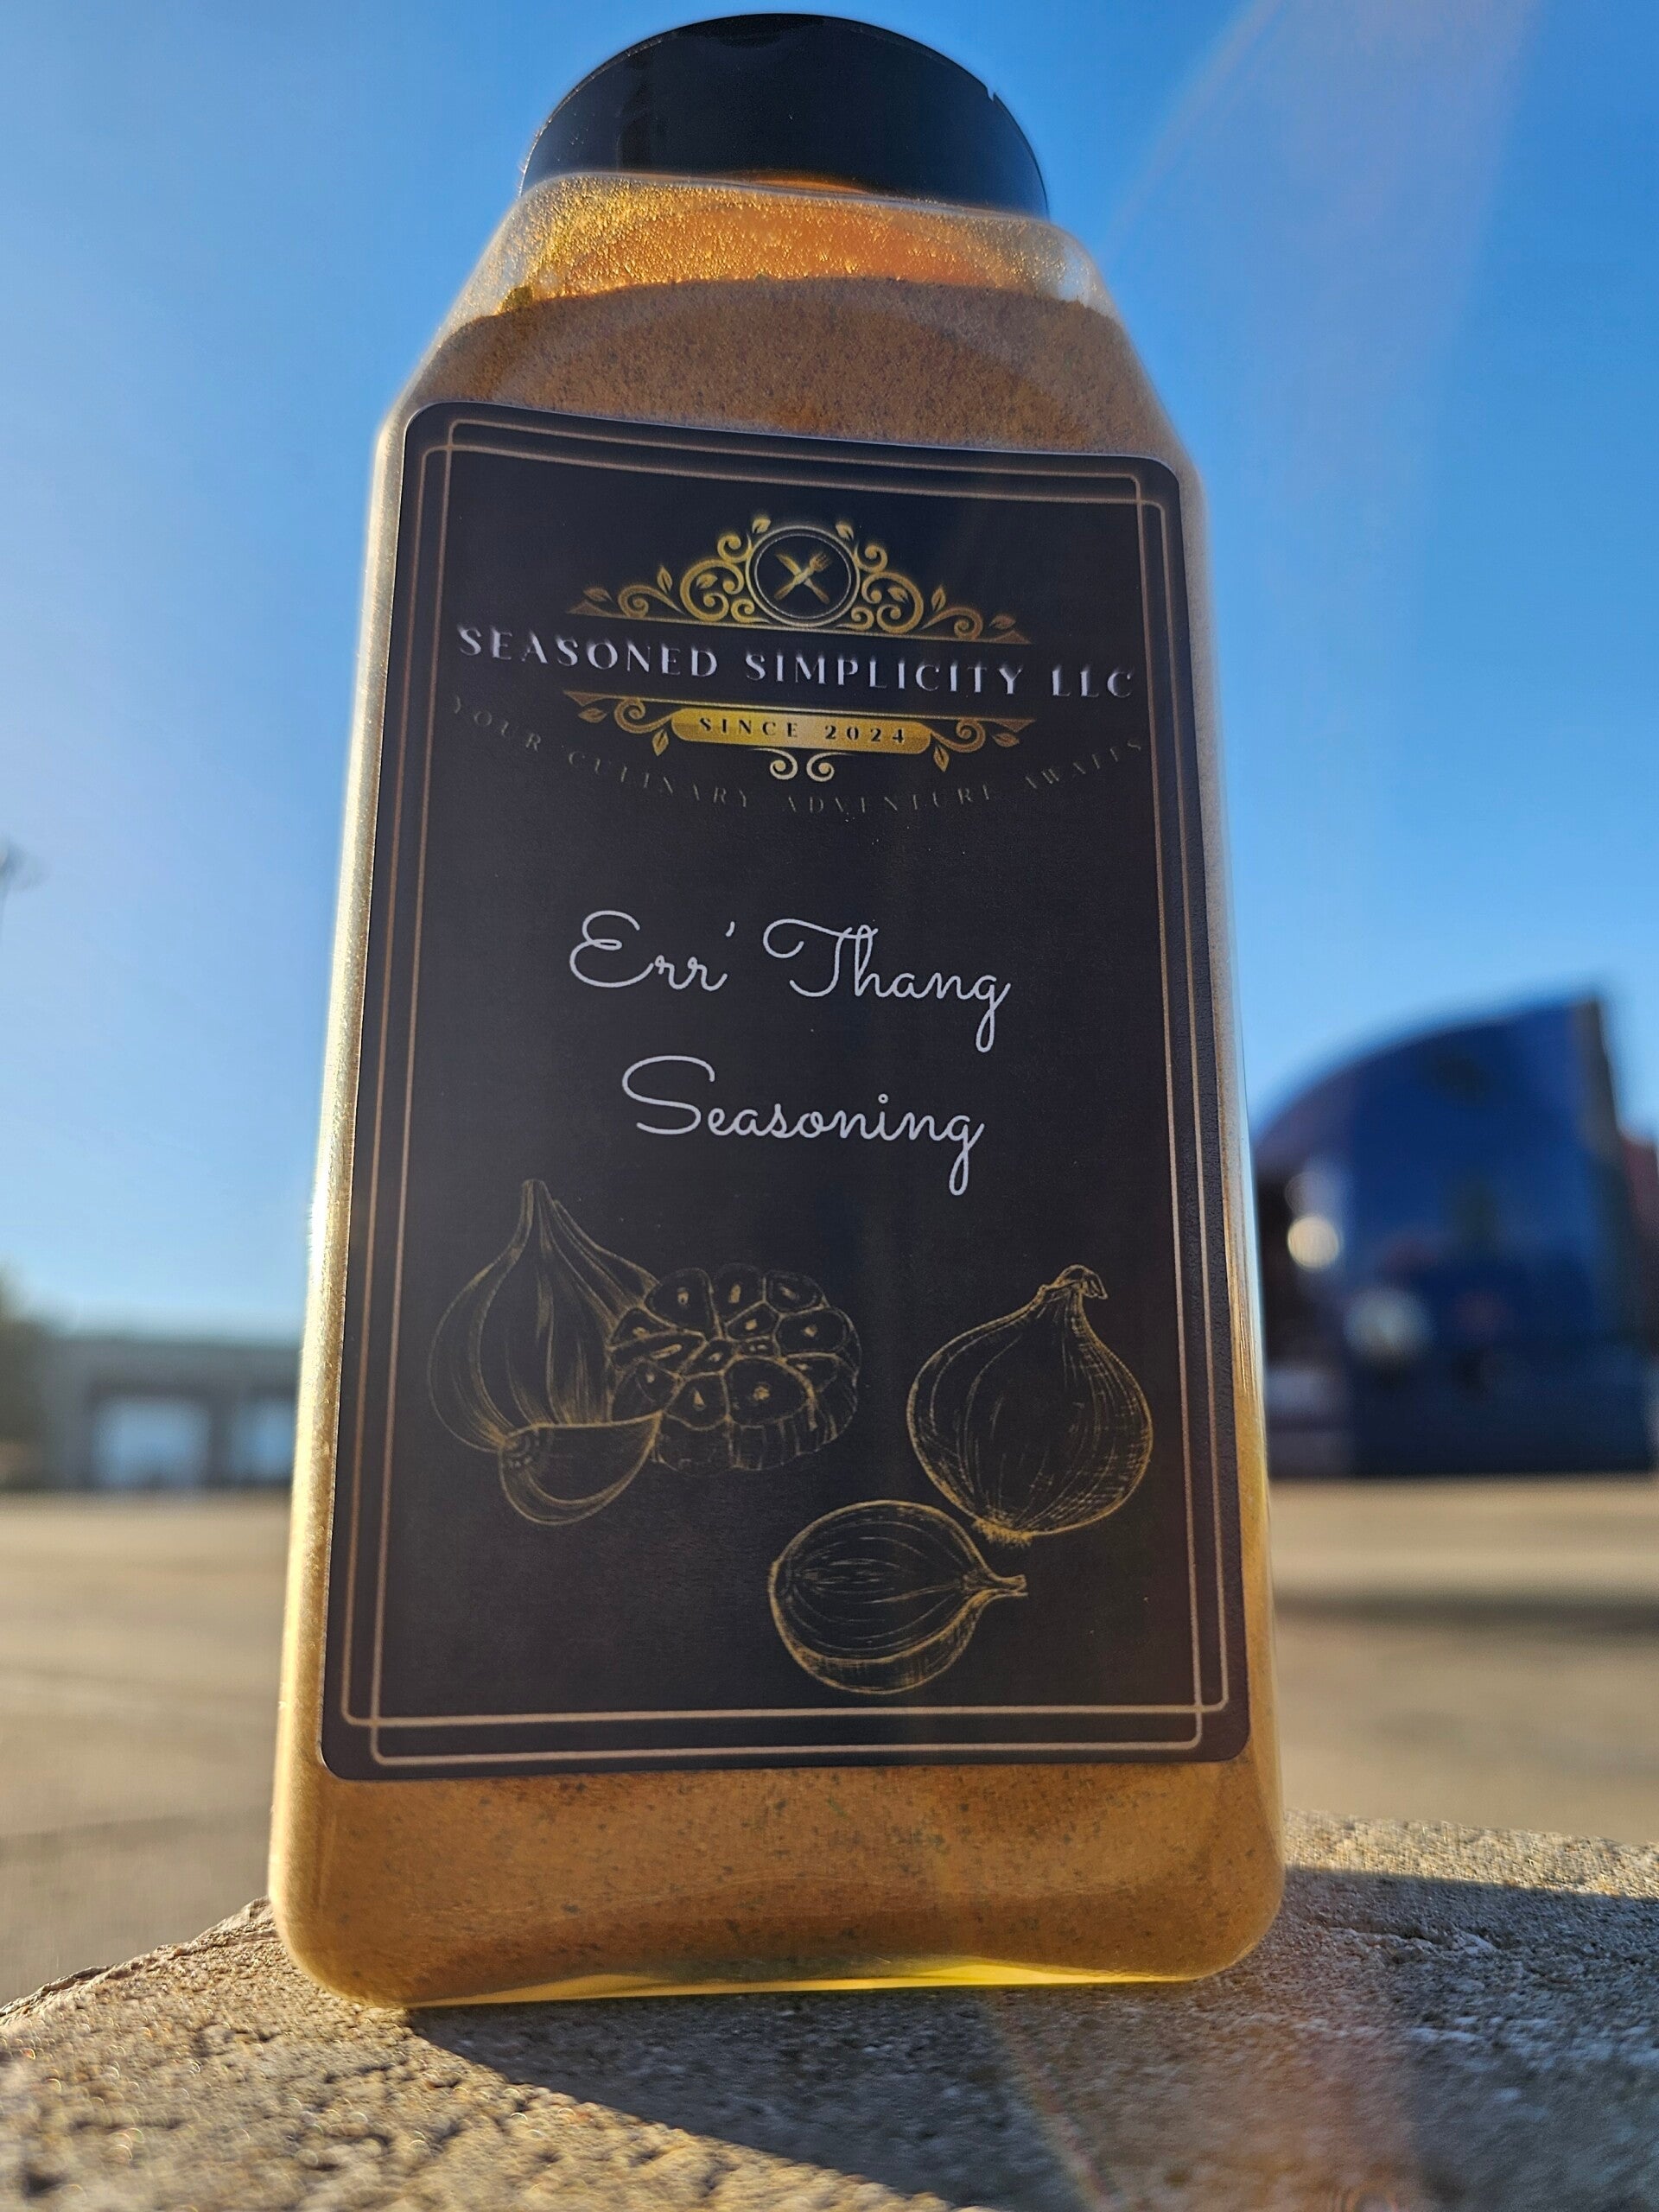 SEASONED SIMPLICITY LLC
SINCE 2024
YOUR CULINARY ADVENTURE AWAITS
Err' Thang
Seasoning